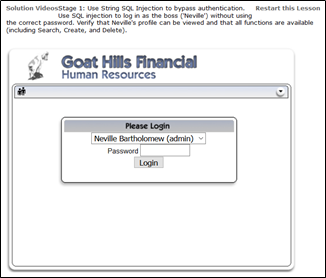 Solution Videos Stage 1: Use String SQL Injection to bypass authentication. Restart this Lesson
Use SQL injection to log in as the boss ('Neville') without using
the correct password. Verify that Neville's profile can be viewed and that all functions are available
(including Search, Create, and Delete).
Goat Hills Financial
Human Resources
Please Login
Neville Bartholomew (admin)
Password
Login